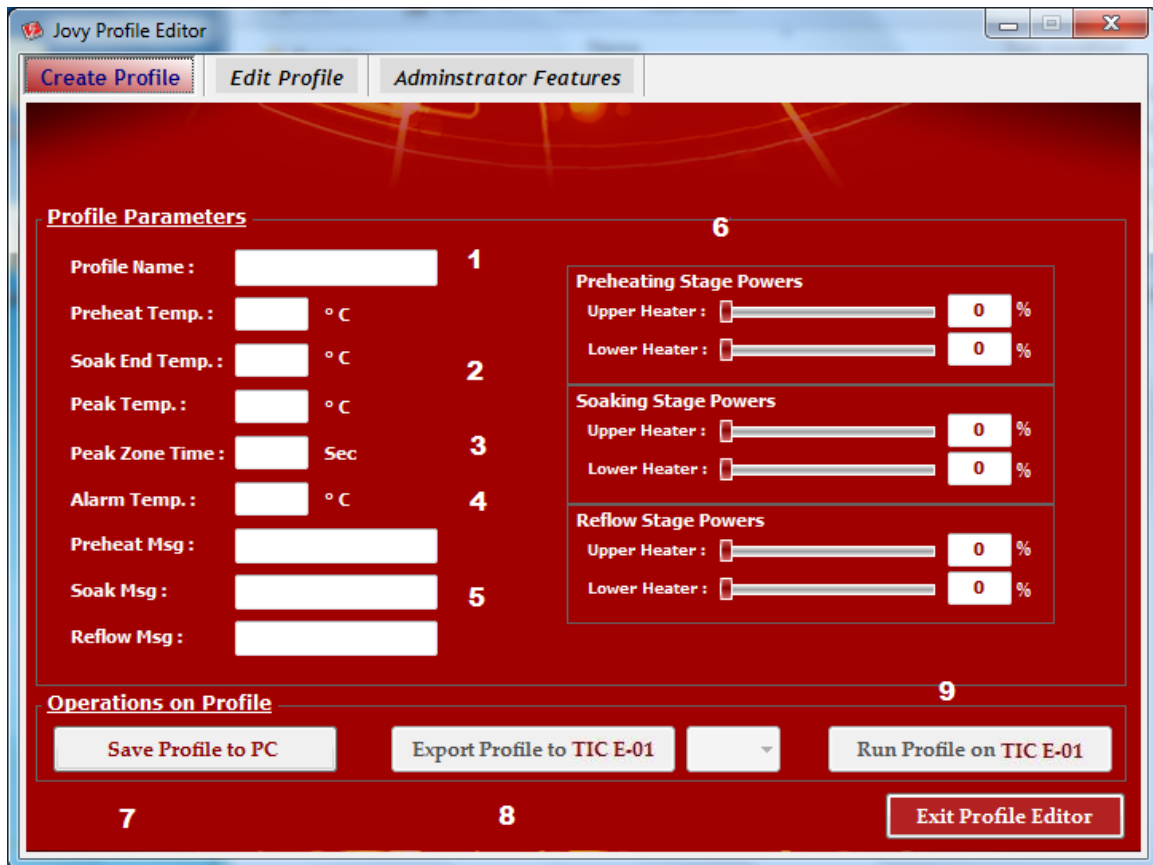 Jovy Profile Editor
Create Profile Edit Profile Adminstrator Features
Profile Parameters
6
Profile Name : 1
Preheat Temp. : ° C
Soak End Temp. : ° C 2
Peak Temp. : ° C
Peak Zone Time : Sec 3
Alarm Temp. : ° C 4
Preheat Msg :
Soak Msg : 5
Reflow Msg :
Preheating Stage Powers
Upper Heater : 0 %
Lower Heater : 0 %
Soaking Stage Powers
Upper Heater : 0 %
Lower Heater : 0 %
Reflow Stage Powers
Upper Heater : 0 %
Lower Heater : 0 %
9
Operations on Profile
Save Profile to PC Export Profile to TIC E-01 Run Profile on TIC E-01
7 8 Exit Profile Editor